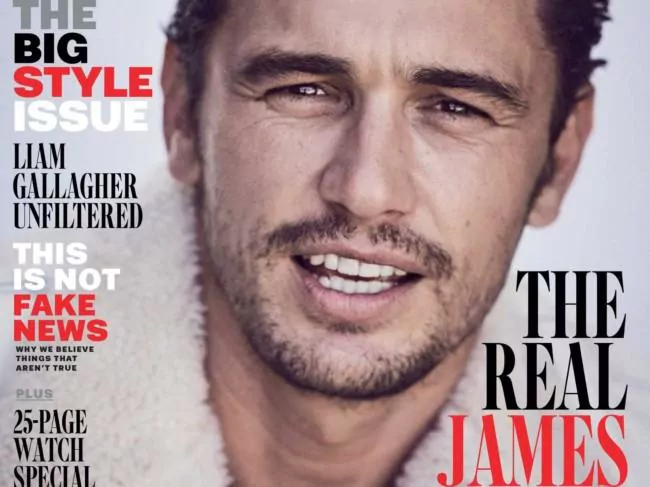 THE
BIG
STYLE
ISSUE
LIAM
GALLAGHER
UNFILTERED
THIS
IS NOT
FAKE
NEWS
WHY WE BELIEVE
THINGS THAT
AREN'T TRUE
PLUS
25-PAGE
WATCH
SPECIAL
THE
REAL
JAMES